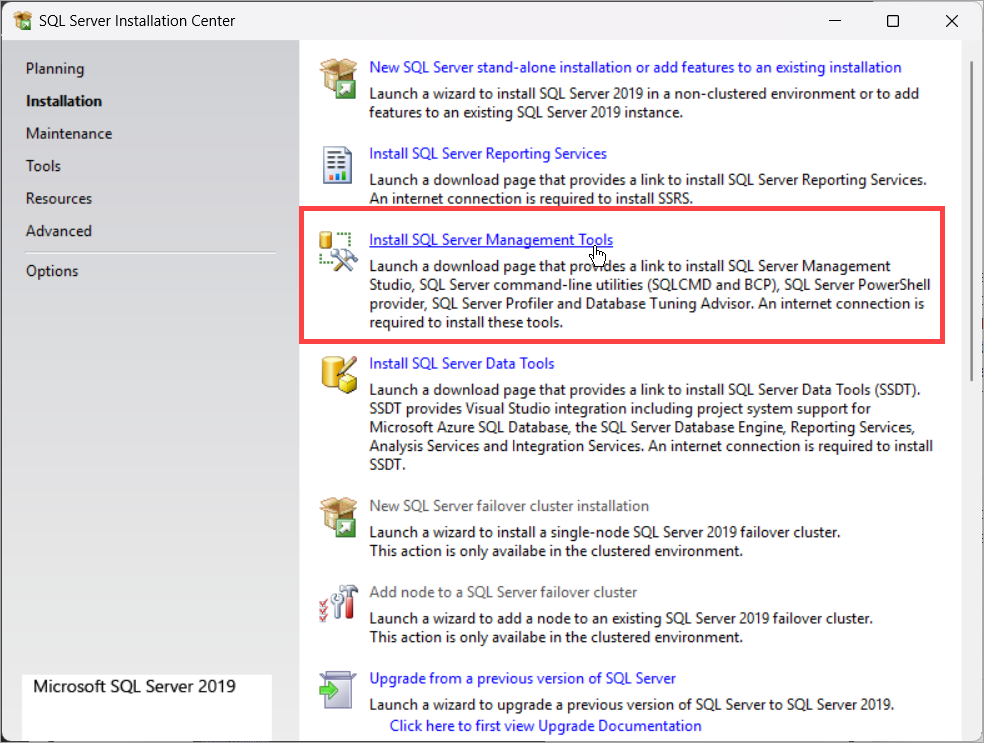 SQL Server Installation Center
Planning
Installation
Maintenance
Tools
Resources
Advanced
Options
Microsoft SQL Server 2019
New SQL Server stand-alone installation or add features to an existing installation
Launch a wizard to install SQL Server 2019 in a non-clustered environment or to add
features to an existing SQL Server 2019 instance.
Install SQL Server Reporting Services
Launch a download page that provides a link to install SQL Server Reporting Services.
An internet connection is required to install SSRS.
Install SQL Server Management Tools
Launch a download page that provides a link to install SQL Server Management
Studio, SQL Server command-line utilities (SQLCMD and BCP), SQL Server PowerShell
provider, SQL Server Profiler and Database Tuning Advisor. An internet connection is
required to install these tools.
Install SQL Server Data Tools
Launch a download page that provides a link to install SQL Server Data Tools (SSDT).
SSDT provides Visual Studio integration including project system support for
Microsoft Azure SQL Database, the SQL Server Database Engine, Reporting Services,
Analysis Services and Integration Services. An internet connection is required to install
SSDT.
New SQL Server failover cluster installation
Launch a wizard to install a single-node SQL Server 2019 failover cluster.
This action is only availabe in the clustered environment.
Add node to a SQL Server failover cluster
Launch a wizard to add a node to an existing SQL Server 2019 failover cluster.
This action is only availabe in the clustered environment.
Upgrade from a previous version of SQL Server
Launch a wizard to upgrade a previous version of SQL Server to SQL Server 2019.
Click here to first view Upgrade Documentation